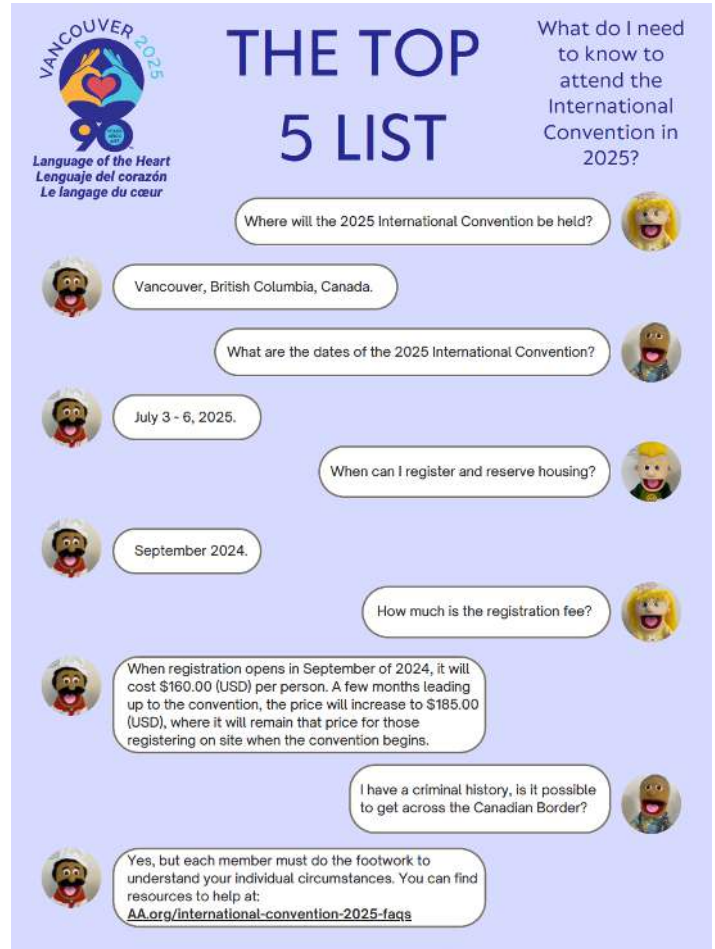 VANCOUVER 2025
Language of the Heart
Lenguaje del corazón
Le langage du cœur
THE TOP
5 LIST
What do I need
to know to
attend the
International
Convention in
2025?
Where will the 2025 International Convention be held?
Vancouver, British Columbia, Canada.
What are the dates of the 2025 International Convention?
July 3 - 6, 2025.
When can I register and reserve housing?
September 2024.
How much is the registration fee?
When registration opens in September of 2024, it will
cost $160.00 (USD) per person. A few months leading
up to the convention, the price will increase to $185.00
(USD), where it will remain that price for those
registering on site when the convention begins.
I have a criminal history, is it possible
to get across the Canadian Border?
Yes, but each member must do the footwork to
understand your individual circumstances. You can find
resources to help at:
AA.org/international-convention-2025-faqs